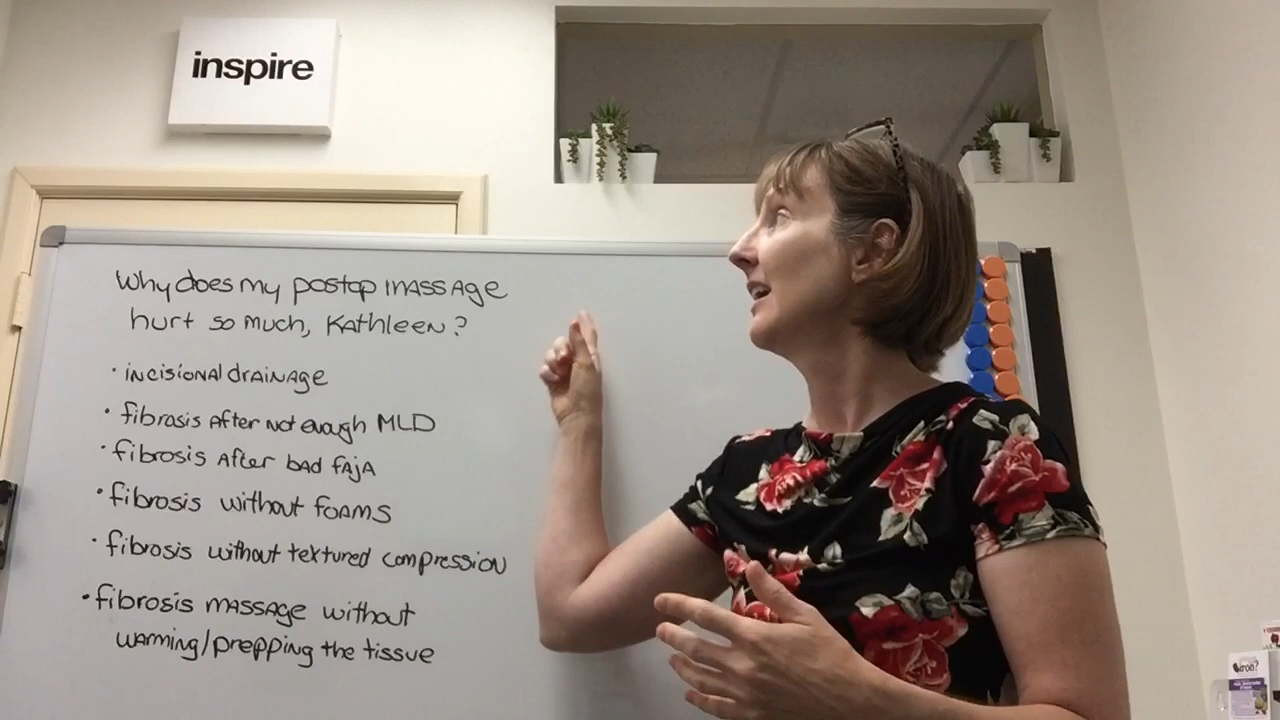 inspire
Why does my postop massage
hurt so much, Kathleen?
• incisional drainage
• fibrosis after not enough MLD
• fibrosis after bad faja
• fibrosis without foams
• fibrosis without textured compression
• fibrosis massage without
warming/prepping the tissue
iron?